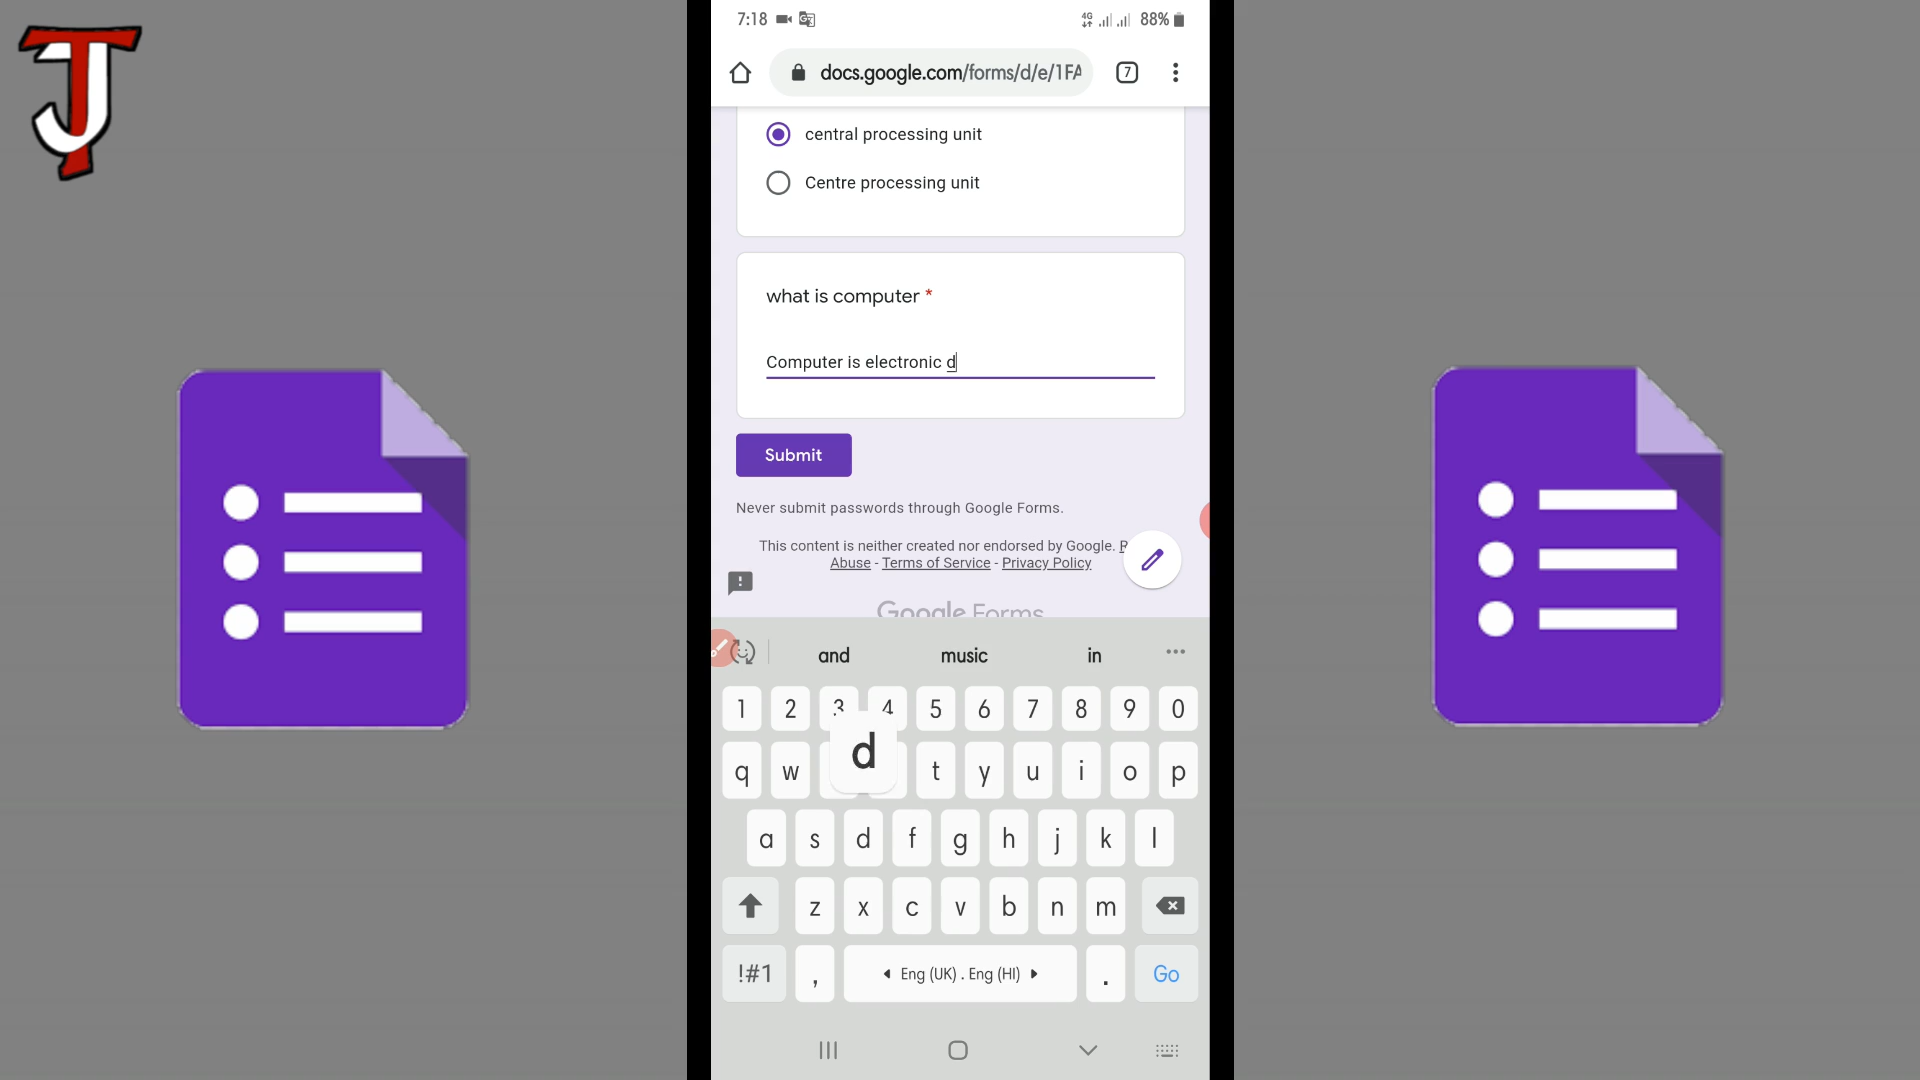 TJ
7:18
4G 88%
docs.google.com/forms/d/e/1FA
7
central processing unit
Centre processing unit
what is computer *
Computer is electronic d
Submit
Never submit passwords through Google Forms.
This content is neither created nor endorsed by Google.
Abuse - Terms of Service - Privacy Policy
Google Forms
and music in
1 2 3 4 5 6 7 8 9 0
d
q w t y u i o p
a s d f g h j k l
z x c v b n m
!#1 , Eng (UK) . Eng (HI) . Go